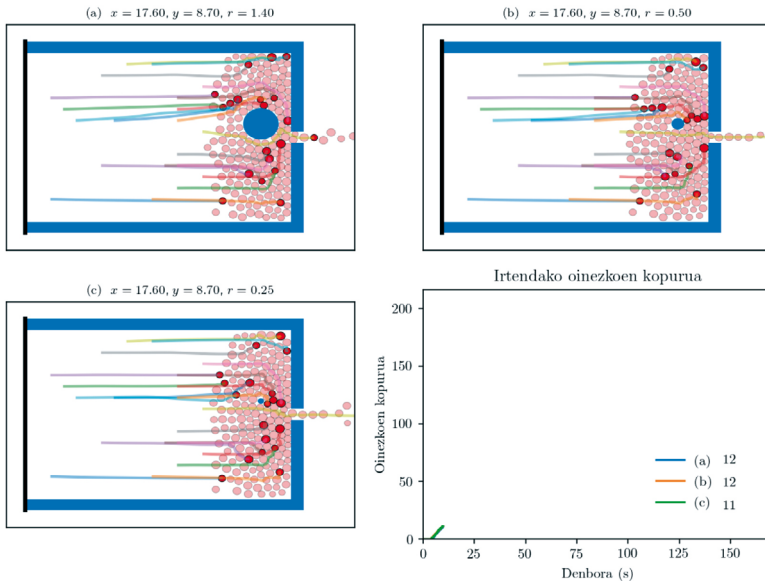 (a) x = 17.60, y = 8.70, r = 1.40
(b) x = 17.60, y = 8.70, r = 0.50
(c) x = 17.60, y = 8.70, r = 0.25
Irtendako oinezkoen kopurua
Oinezkoen kopurua
200
150
100
50
0
(a) 12
(b) 12
(c) 11
0 25 50 75 100 125 150
Denbora (s)